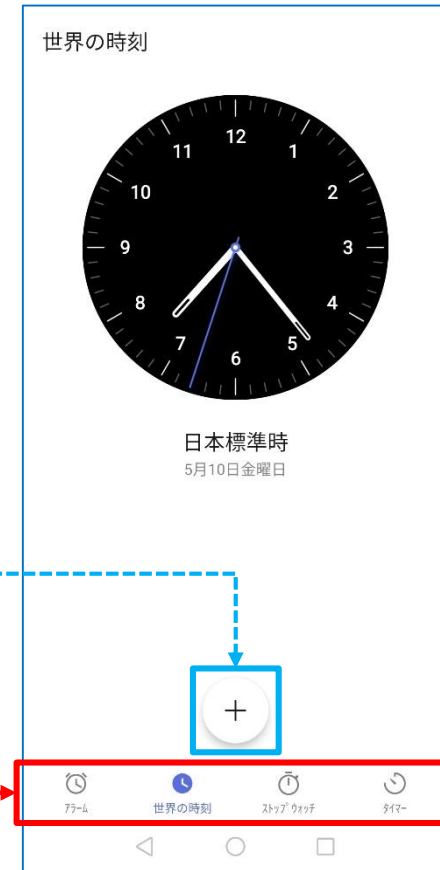 世界の時刻
12
11
1
10
2
9
3
8
4
7
5
6
日本標準時
5月10日金曜日
+
ｱﾗｰﾑ
世界の時刻
ｽﾄｯﾌﾟｳｫｯﾁ
ﾀｲﾏｰ